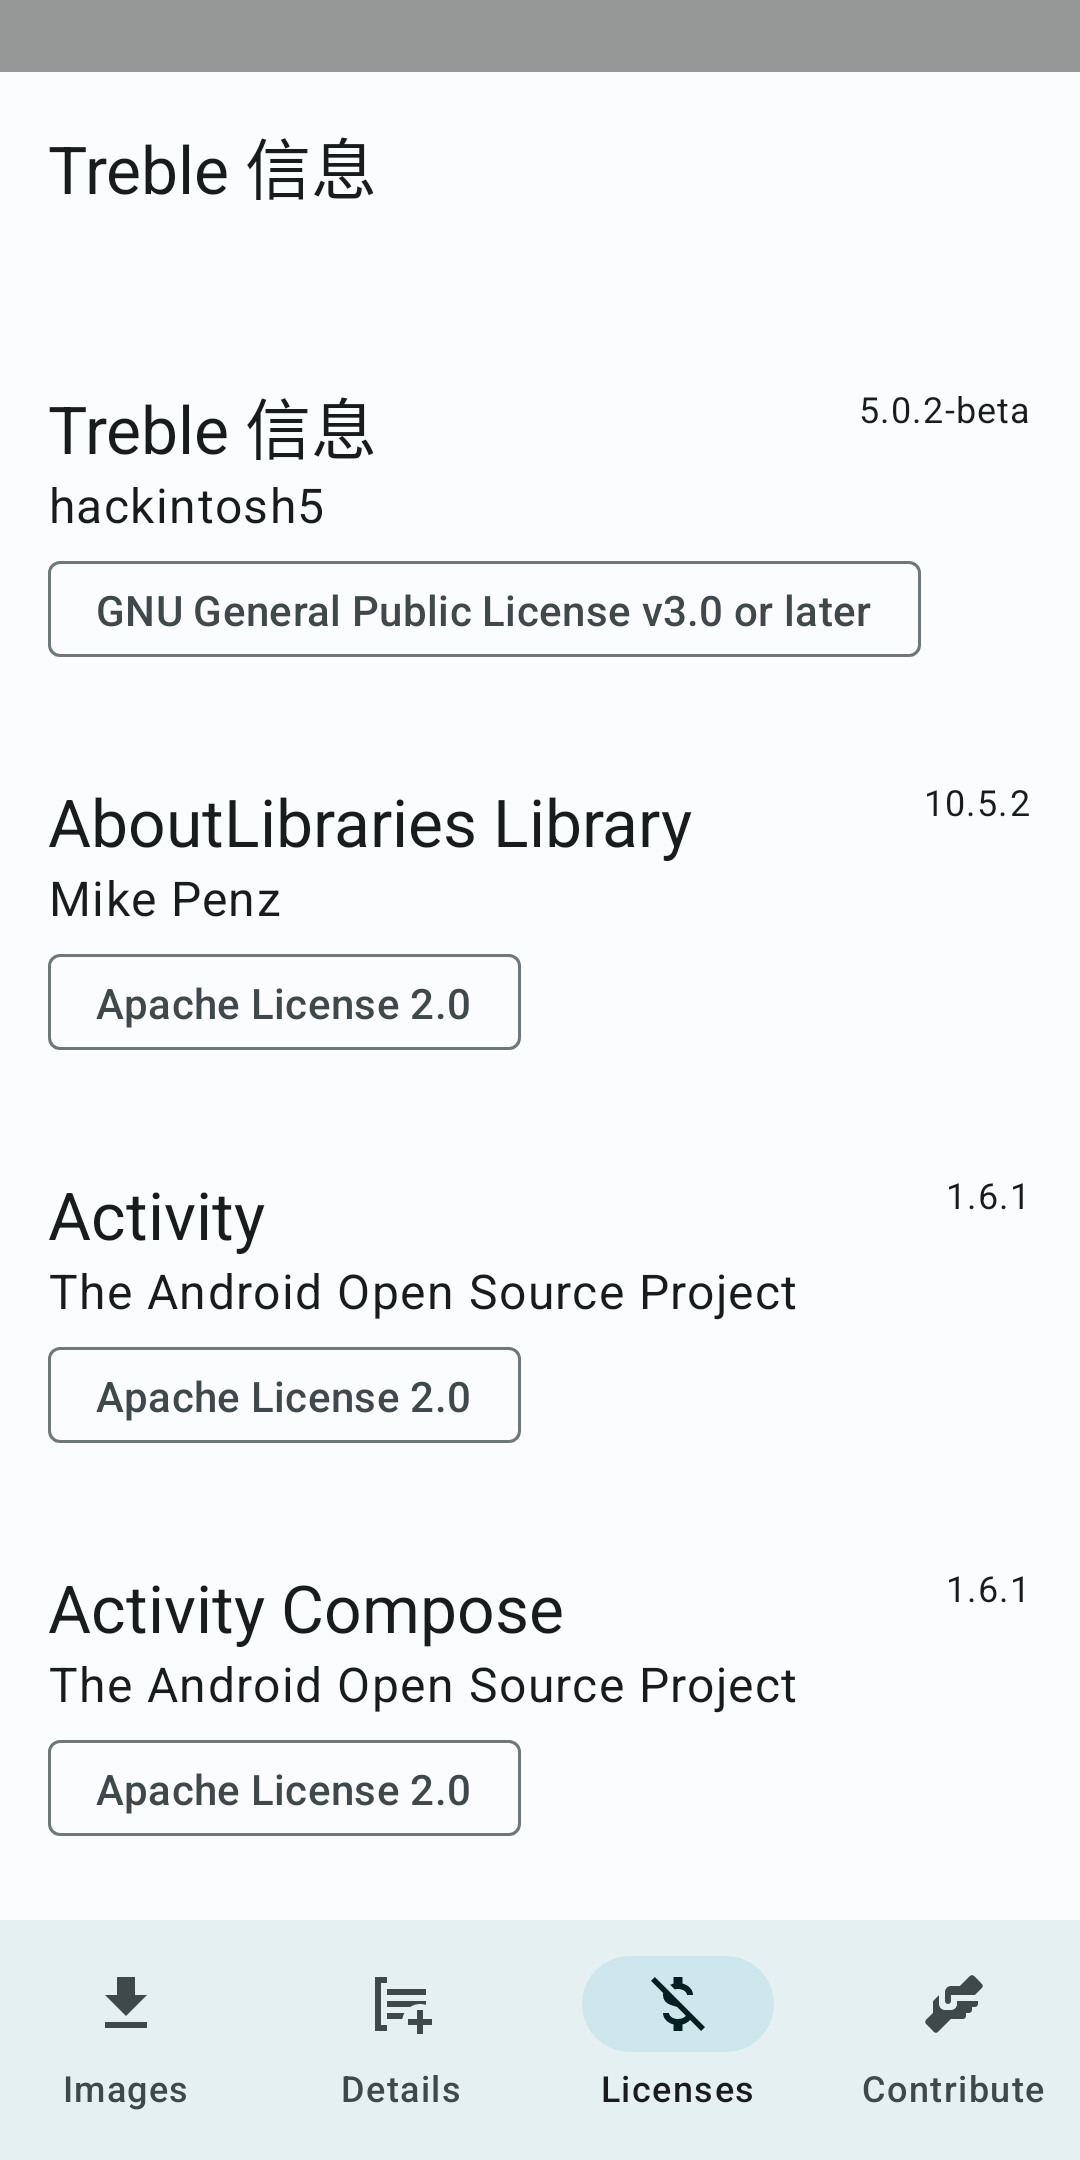 Treble 信息
Treble 信息
5.0.2-beta
hackintosh5
GNU General Public License v3.0 or later
AboutLibraries Library
10.5.2
Mike Penz
Apache License 2.0
Activity
1.6.1
The Android Open Source Project
Apache License 2.0
Activity Compose
1.6.1
The Android Open Source Project
Apache License 2.0
Images
Details
Licenses
Contribute